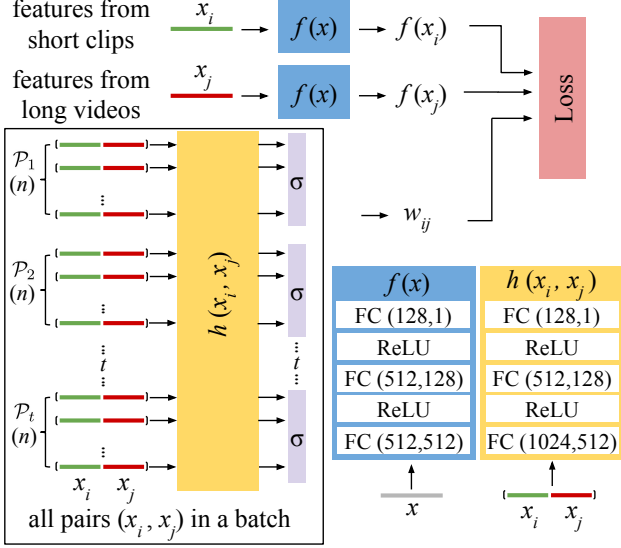 features from short clips
x_i
f(x)
f(x_i)
features from long videos
x_j
f(x)
f(x_j)
Loss
w_{ij}
𝒫_1
(n)
...
σ
𝒫_2
(n)
...
σ
h(x_i, x_j)
...
t
...
...
t
...
𝒫_t
(n)
...
σ
x_i x_j
all pairs (x_i, x_j) in a batch
f(x)
FC (128,1)
ReLU
FC (512,128)
ReLU
FC (512,512)
x
h(x_i, x_j)
FC (128,1)
ReLU
FC (512,128)
ReLU
FC (1024,512)
x_i x_j